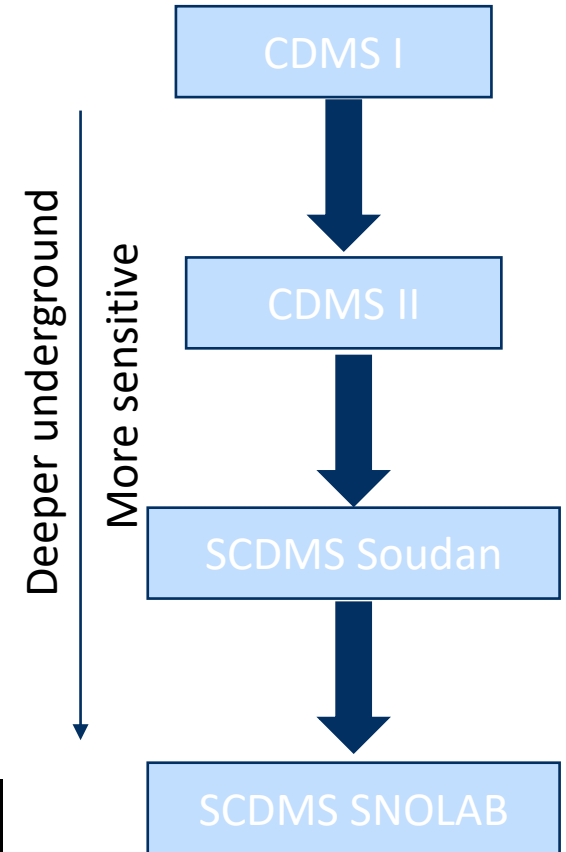 CDMS I
Deeper underground
More sensitive
CDMS II
SCDMS Soudan
SCDMS SNOLAB